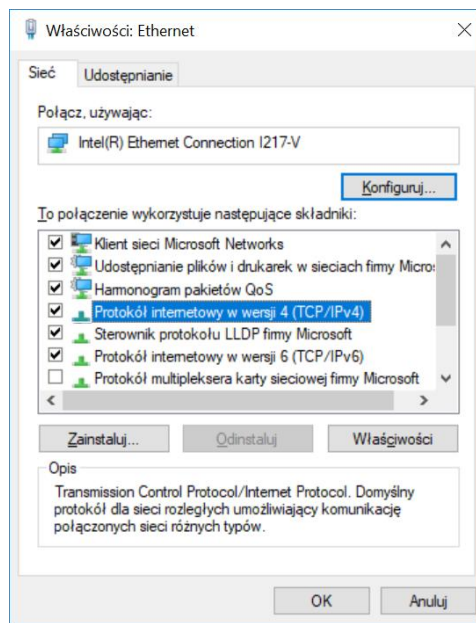 Właściwości: Ethernet
Sieć Udostępnianie
Połącz, używając:
Intel(R) Ethernet Connection I217-V
Konfiguruj...
To połączenie wykorzystuje następujące składniki:
Klient sieci Microsoft Networks
Udostępnianie plików i drukarek w sieciach firmy Micros
Harmonogram pakietów QoS
Protokół internetowy w wersji 4 (TCP/IPv4)
Sterownik protokołu LLDP firmy Microsoft
Protokół internetowy w wersji 6 (TCP/IPv6)
Protokół multipleksera karty sieciowej firmy Microsoft
Zainstaluj... Odinstaluj Właściwości
Opis
Transmission Control Protocol/Internet Protocol. Domyślny
protokół dla sieci rozległych umożliwiający komunikację
połączonych sieci różnych typów.
OK Anuluj